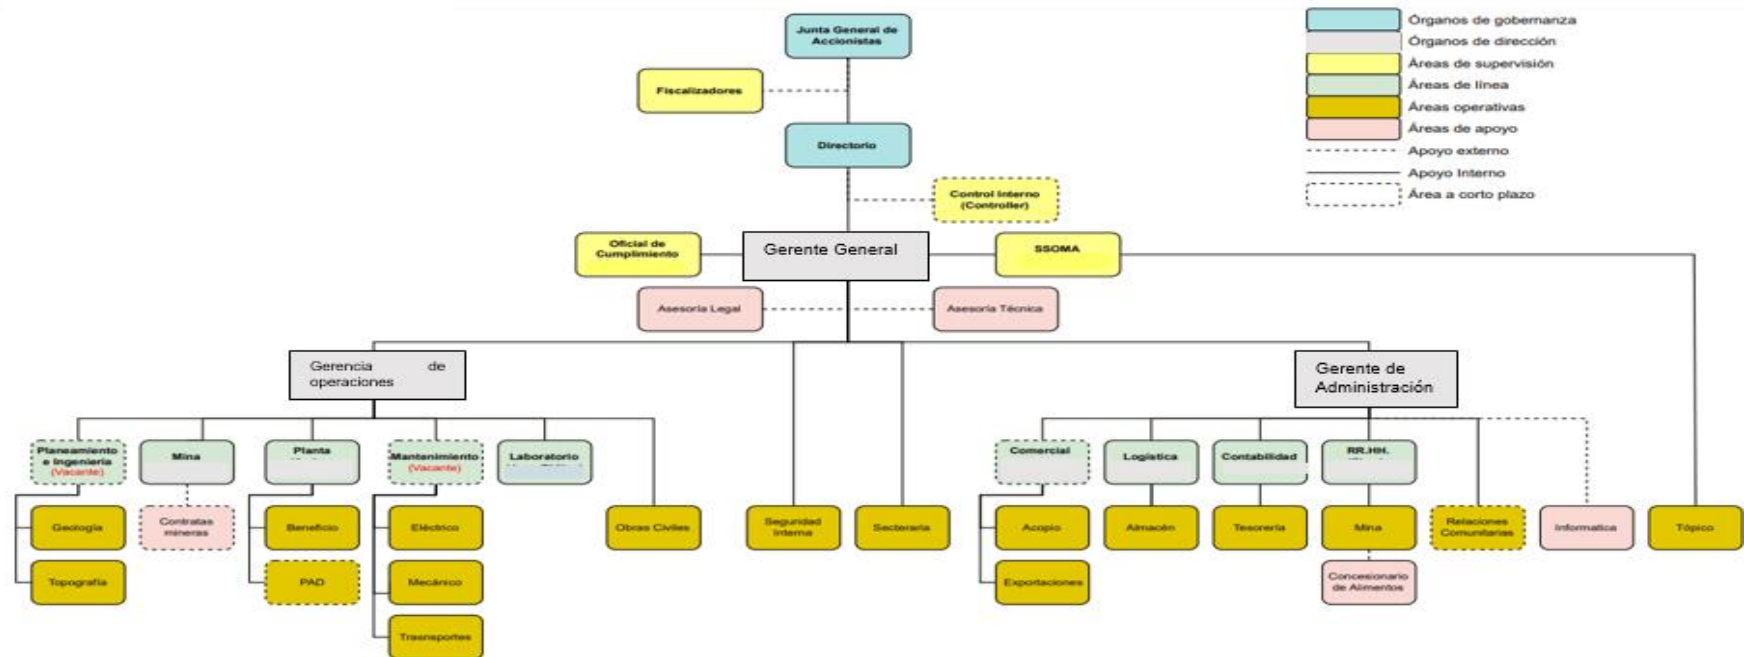 Junta General de
Accionistas
Órganos de gobernanza
Órganos de dirección
Áreas de supervisión
Áreas de línea
Áreas operativas
Áreas de apoyo
Apoyo externo
Apoyo Interno
Área a corto plazo
Fiscalizadores
Directorio
Control Interno
(Controller)
Oficial de
Cumplimiento
Gerente General
SSOMA
Asesoría Legal
Asesoría Técnica
Gerencia de
operaciones
Gerente de
Administración
Planeamiento
e Ingeniería
(Vacante)
Mina
Planta
Mantenimiento
(Vacante)
Laboratorio
Comercial
Logística
Contabilidad
RR.HH.
Geología
Contratas
mineras
Beneficio
Eléctrico
Obras Civiles
Seguridad
Interna
Secteraria
Acopio
Almacén
Tesorería
Mina
Relaciones
Comunitarias
Informatica
Tópico
Topografía
PAD
Mecánico
Exportaciones
Concesionario
de Alimentos
Trasnsportes